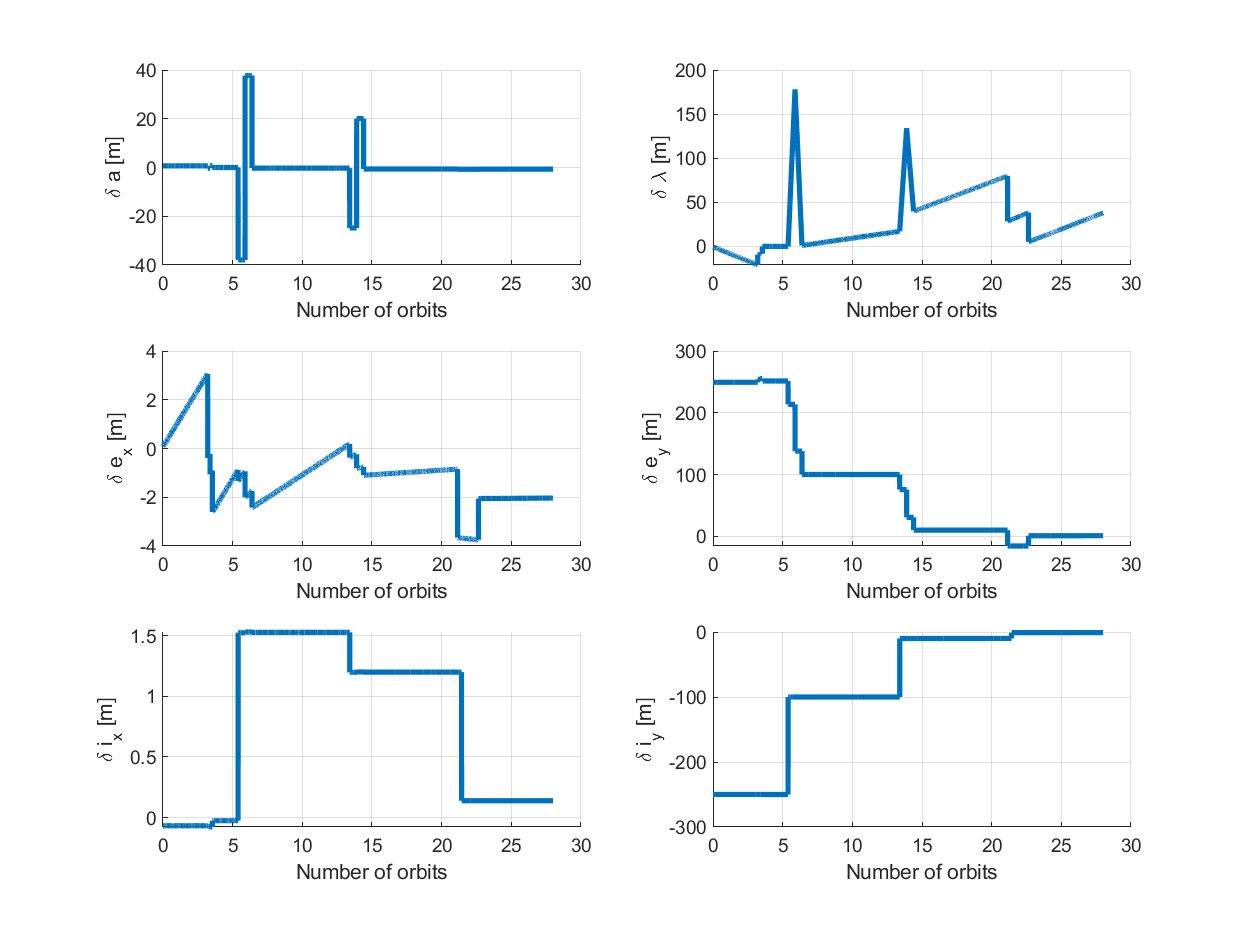 40
20
0
-20
-40
δ a [m]
0 5 10 15 20 25 30
Number of orbits
200
150
100
50
0
δ λ [m]
0 5 10 15 20 25 30
Number of orbits
4
2
0
-2
-4
δ e_x [m]
0 5 10 15 20 25 30
Number of orbits
300
200
100
0
δ e_y [m]
0 5 10 15 20 25 30
Number of orbits
1.5
1
0.5
0
δ i_x [m]
0 5 10 15 20 25 30
Number of orbits
0
-100
-200
-300
δ i_y [m]
0 5 10 15 20 25 30
Number of orbits